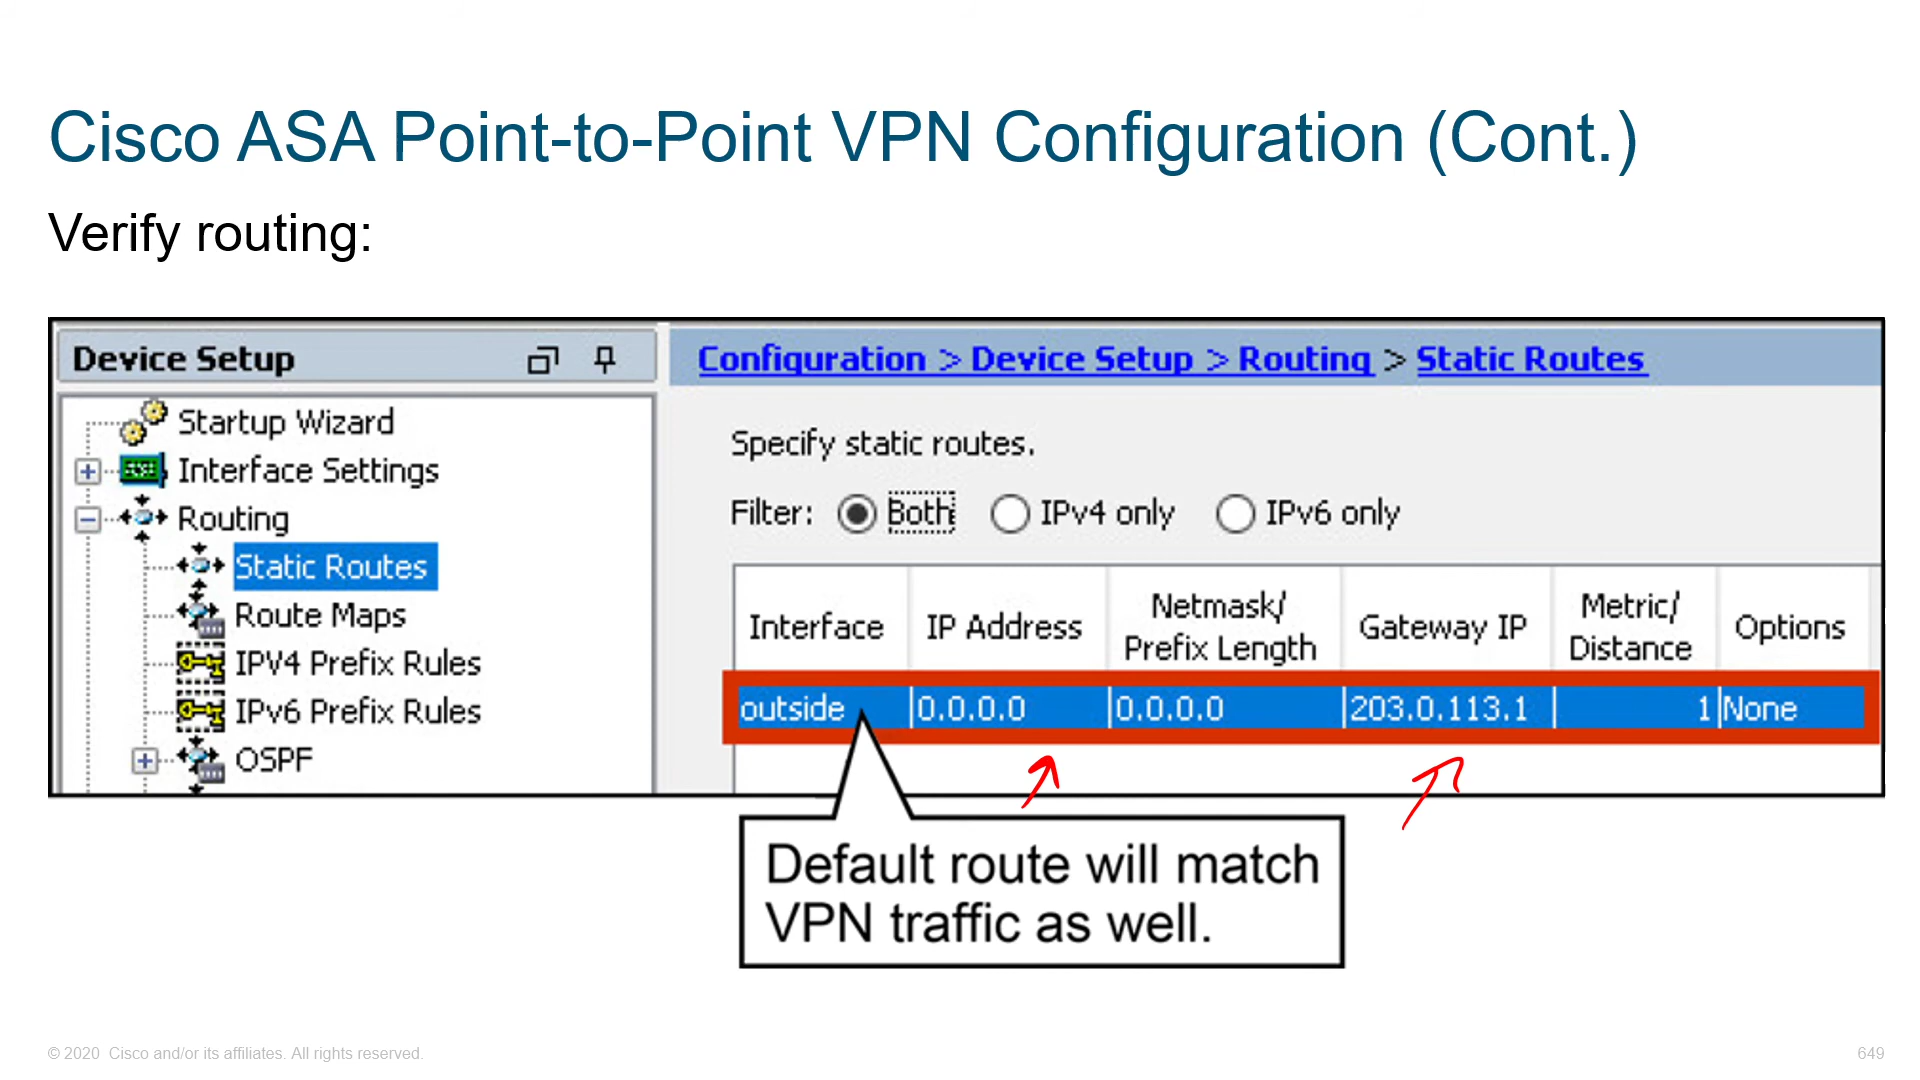 Cisco ASA Point-to-Point VPN Configuration (Cont.)
Verify routing:
Device Setup
Startup Wizard
Interface Settings
Routing
Static Routes
Route Maps
IPV4 Prefix Rules
IPv6 Prefix Rules
OSPF
Configuration > Device Setup > Routing > Static Routes
Specify static routes.
Filter: Both IPv4 only IPv6 only
Interface IP Address Netmask/ Prefix Length Gateway IP Metric/ Distance Options
outside 0.0.0.0 0.0.0.0 203.0.113.1 1 None
Default route will match
VPN traffic as well.
© 2020 Cisco and/or its affiliates. All rights reserved.
649